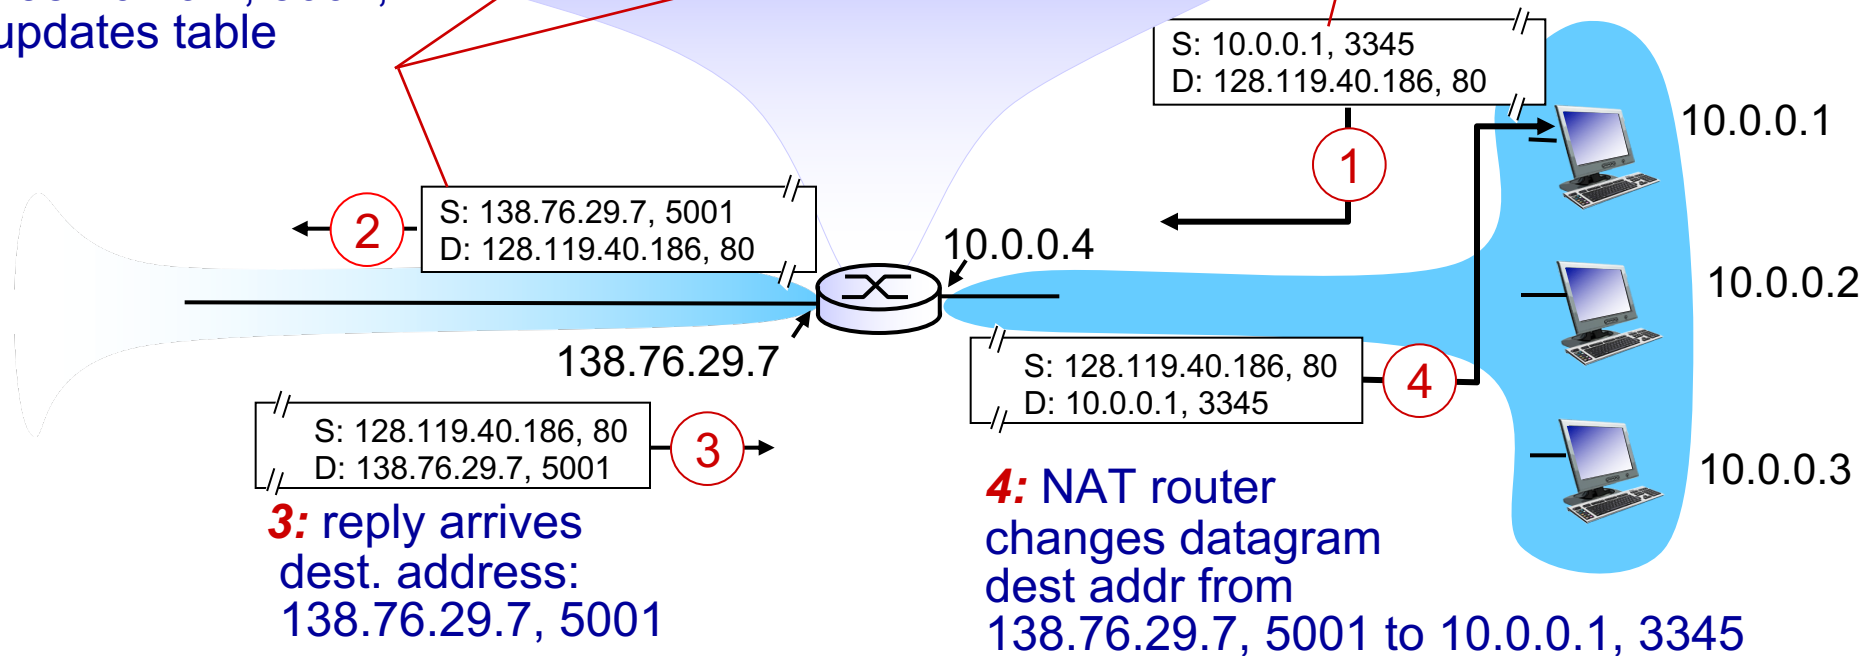 updates table
S: 10.0.0.1, 3345
D: 128.119.40.186, 80
10.0.0.1
1
S: 138.76.29.7, 5001
D: 128.119.40.186, 80
2
10.0.0.4
10.0.0.2
138.76.29.7
S: 128.119.40.186, 80
D: 10.0.0.1, 3345
4
S: 128.119.40.186, 80
D: 138.76.29.7, 5001
3
10.0.0.3
3: reply arrives
dest. address:
138.76.29.7, 5001
4: NAT router
changes datagram
dest addr from
138.76.29.7, 5001 to 10.0.0.1, 3345